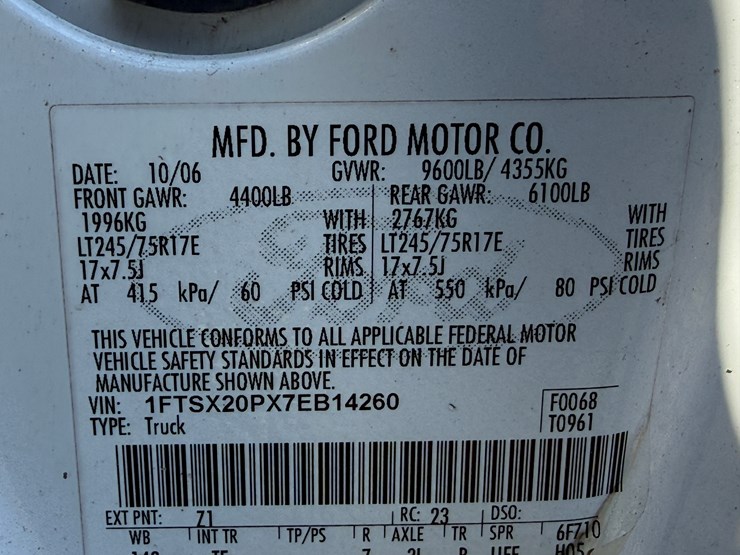 MFD. BY FORD MOTOR CO.
DATE: 10/06 GVWR: 9600LB/ 4355KG
FRONT GAWR: 4400LB REAR GAWR: 6100LB
1996KG WITH 2767KG WITH
LT245/75R17E TIRES LT245/75R17E TIRES
17x7.5J RIMS 17x7.5J RIMS
AT 415 kPa/ 60 PSI COLD AT 550 kPa/ 80 PSI COLD
THIS VEHICLE CONFORMS TO ALL APPLICABLE FEDERAL MOTOR
VEHICLE SAFETY STANDARDS IN EFFECT ON THE DATE OF
MANUFACTURE SHOWN ABOVE.
VIN: 1FTSX20PX7EB14260 F0068
TYPE: Truck T0961
EXT PNT: Z1 RC: 23 DSO:
WB INT TR TP/PS R AXLE TR SPR 6F710